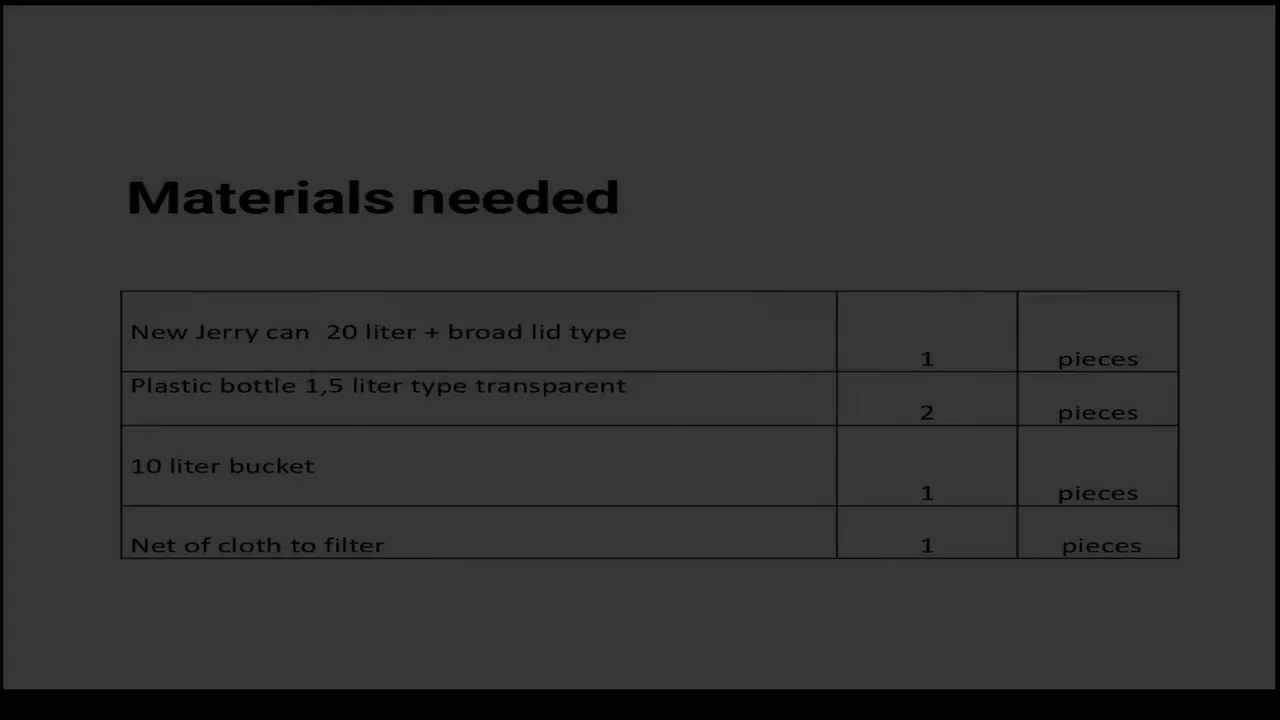 Materials needed
New Jerry can  20 liter + broad lid type 1 pieces
Plastic bottle 1,5 liter type transparent 2 pieces
10 liter bucket 1 pieces
Net of cloth to filter 1 pieces